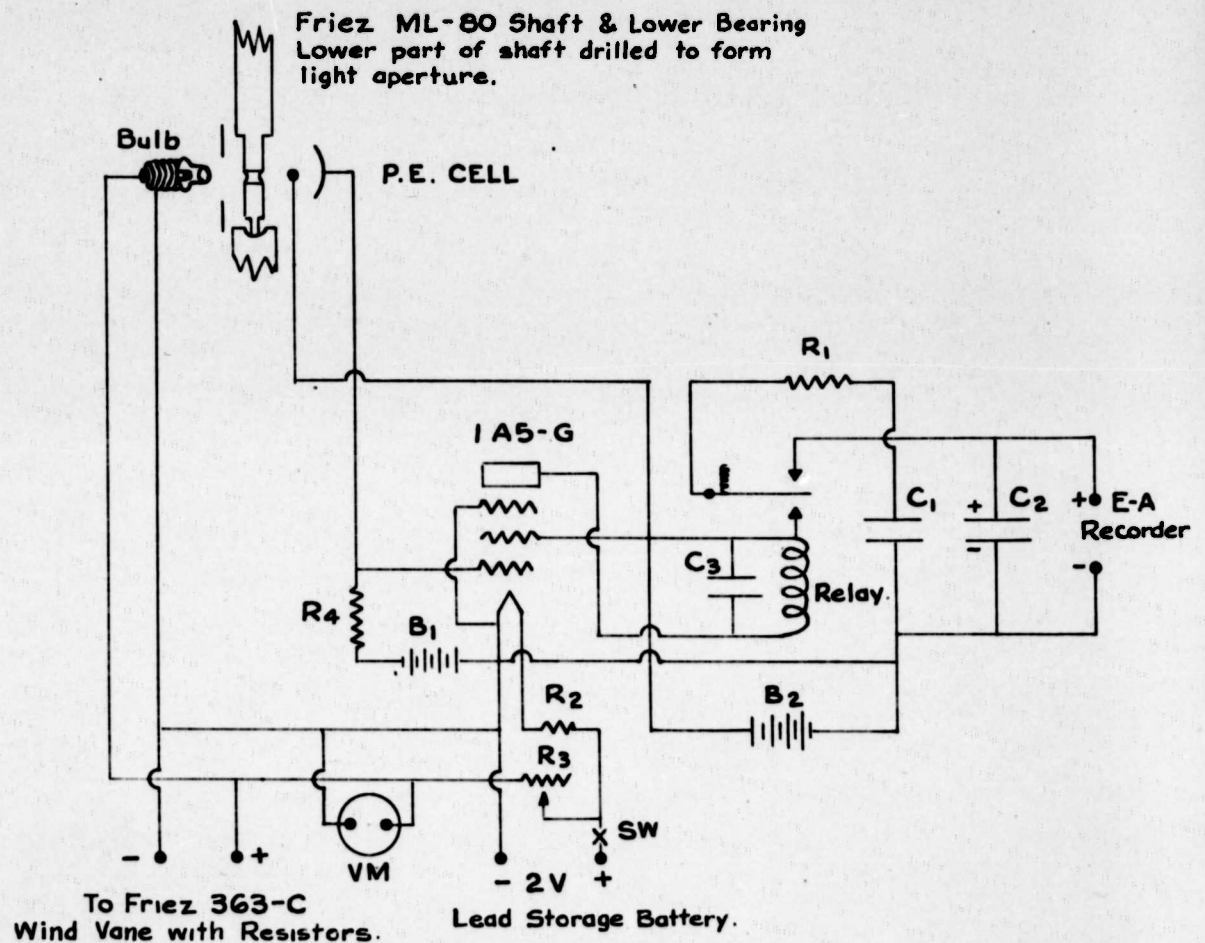 Friez ML-80 Shaft & Lower Bearing
Lower part of shaft drilled to form
light aperture.
Bulb
P.E. CELL
R1
1A5-G
C1
+ C2
-
+ E-A
Recorder
-
C3
Relay.
R4
B1
R2
B2
R3
SW
VM
- +
- 2V +
To Friez 363-C
Wind Vane with Resistors.
Lead Storage Battery.